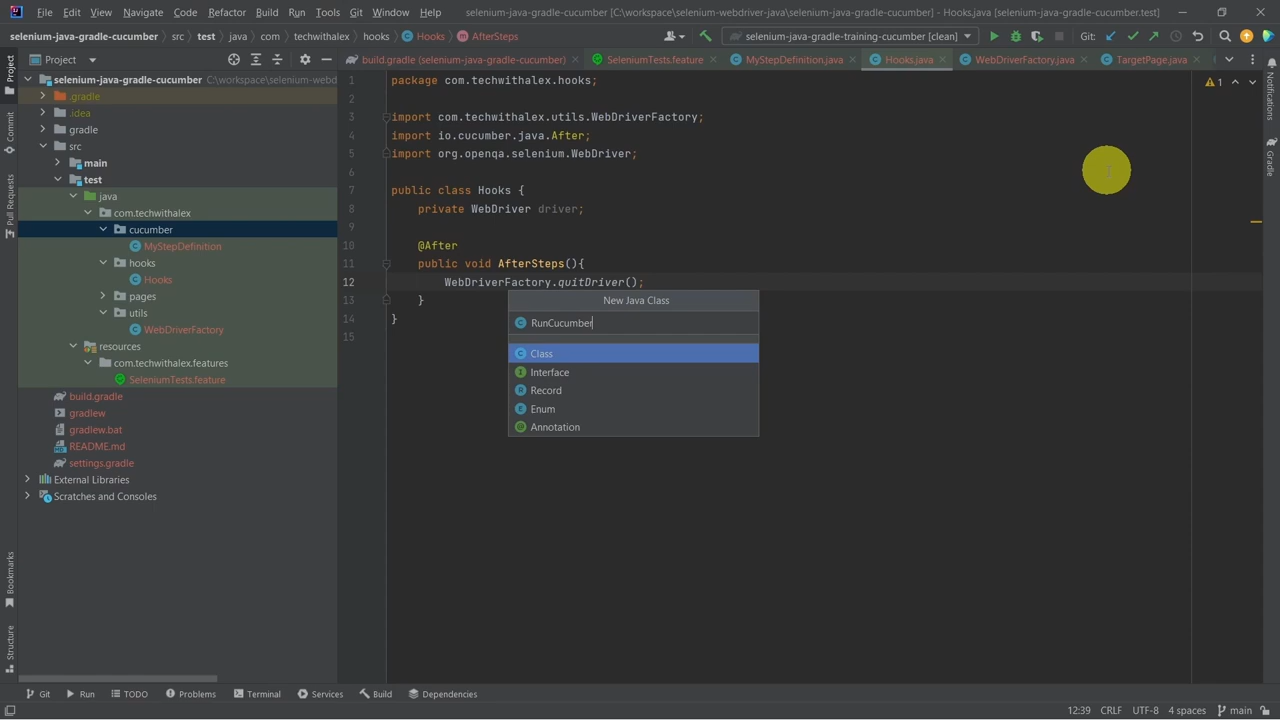 File Edit View Navigate Code Refactor Build Run Tools Git Window Help selenium-java-gradle-cucumber [C:\workspace\selenium-webdriver-java\selenium-java-gradle-cucumber] - Hooks.java [selenium-java-gradle-cucumber.test]
selenium-java-gradle-cucumber src test java com techwithalex hooks Hooks AfterSteps selenium-java-gradle-training-cucumber [clean] Git:
Project build.gradle (selenium-java-gradle-cucumber) SeleniumTests.feature MyStepDefinition.java Hooks.java WebDriverFactory.java TargetPage.java
Project
Commit
Pull Requests
Bookmarks
Structure
selenium-java-gradle-cucumber C:\workspace\selenium-webd
.gradle
.idea
gradle
src
main
test
java
com.techwithalex
cucumber
MyStepDefinition
hooks
Hooks
pages
utils
WebDriverFactory
resources
com.techwithalex.features
SeleniumTests.feature
build.gradle
gradlew
gradlew.bat
README.md
settings.gradle
External Libraries
Scratches and Consoles
1 package com.techwithalex.hooks;
2
3 import com.techwithalex.utils.WebDriverFactory;
4 import io.cucumber.java.After;
5 import org.openqa.selenium.WebDriver;
6
7 public class Hooks {
8 private WebDriver driver;
9
10 @After
11 public void AfterSteps(){
12 WebDriverFactory.quitDriver();
13 }
14 }
15
1
New Java Class
RunCucumber
Class
Interface
Record
Enum
Annotation
Notifications
Gradle
Git Run TODO Problems Terminal Services Build Dependencies
12:39 CRLF UTF-8 4 spaces main